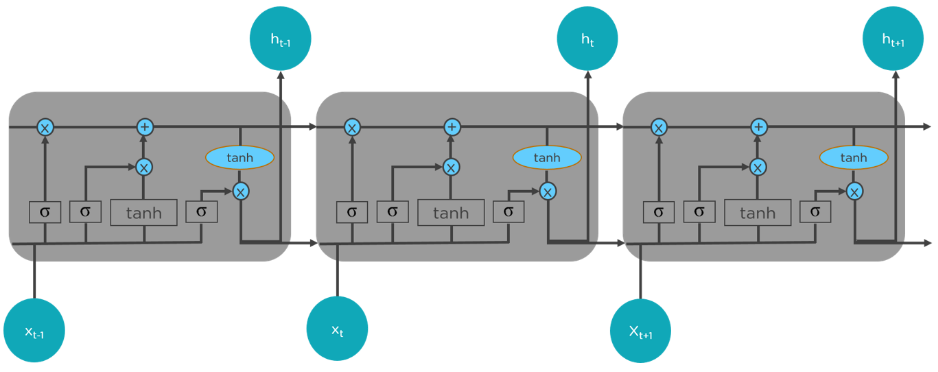 h_{t-1} h_t h_{t+1}
x + x + x +
tanh tanh tanh
x x x
x x x
σ σ tanh σ σ σ tanh σ σ σ tanh σ
x_{t-1} x_t X_{t+1}